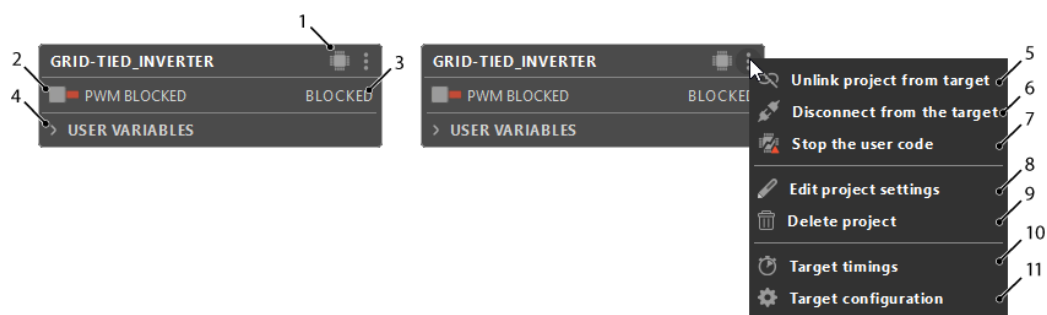 1
GRID-TIED_INVERTER
2
3
PWM BLOCKED BLOCKED
4
> USER VARIABLES
GRID-TIED_INVERTER
PWM BLOCKED BLOCKED
> USER VARIABLES
5
Unlink project from target
6
Disconnect from the target
7
Stop the user code
8
Edit project settings
9
Delete project
10
Target timings
11
Target configuration